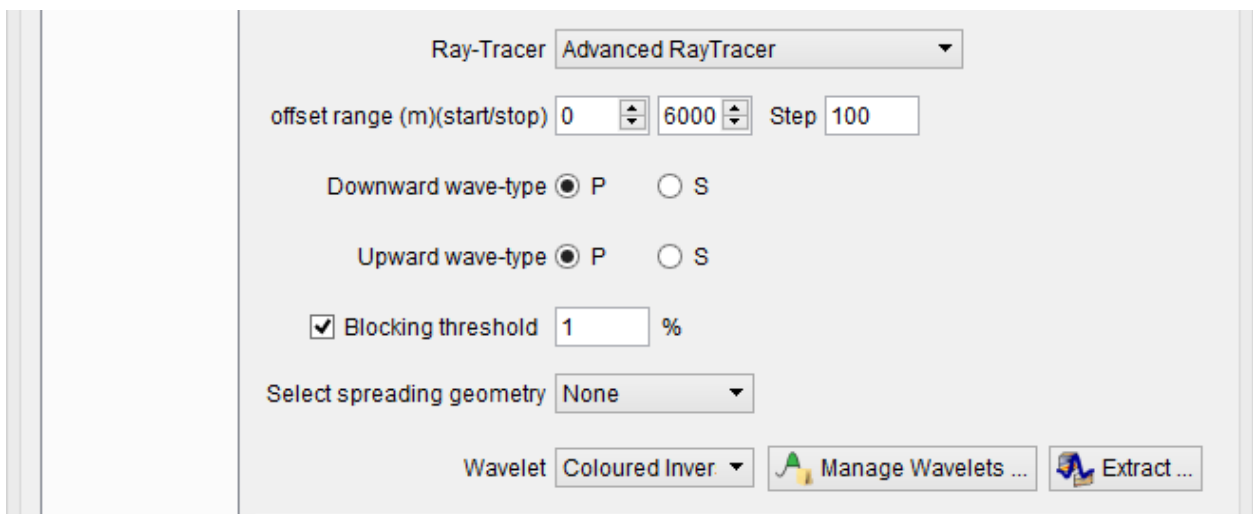 Ray-Tracer Advanced RayTracer
offset range (m)(start/stop) 0 6000 Step 100
Downward wave-type P S
Upward wave-type P S
Blocking threshold 1 %
Select spreading geometry None
Wavelet Coloured Inver Manage Wavelets ... Extract ...